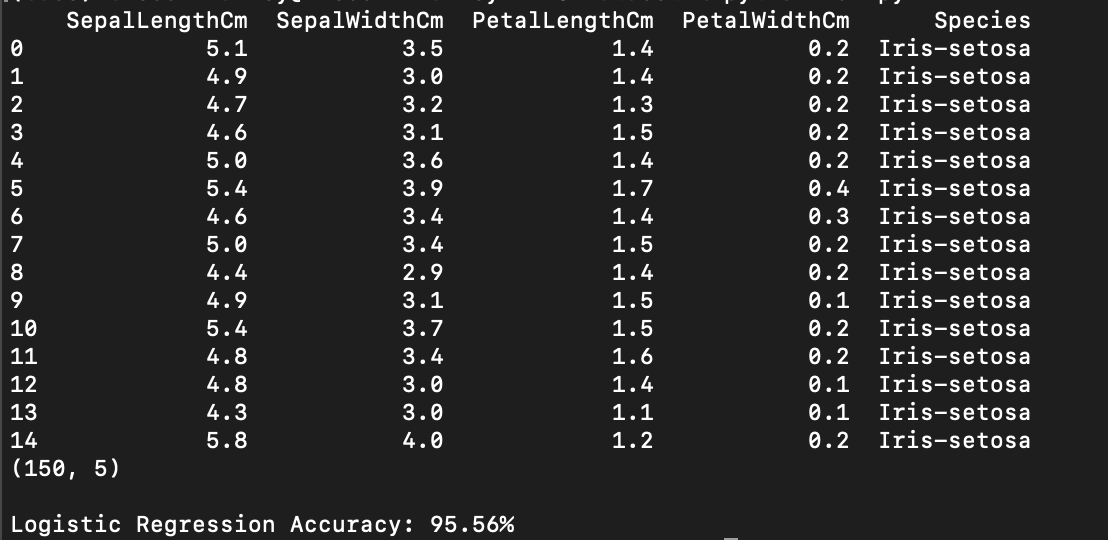 SepalLengthCm SepalWidthCm PetalLengthCm PetalWidthCm Species
0 5.1 3.5 1.4 0.2 Iris-setosa
1 4.9 3.0 1.4 0.2 Iris-setosa
2 4.7 3.2 1.3 0.2 Iris-setosa
3 4.6 3.1 1.5 0.2 Iris-setosa
4 5.0 3.6 1.4 0.2 Iris-setosa
5 5.4 3.9 1.7 0.4 Iris-setosa
6 4.6 3.4 1.4 0.3 Iris-setosa
7 5.0 3.4 1.5 0.2 Iris-setosa
8 4.4 2.9 1.4 0.2 Iris-setosa
9 4.9 3.1 1.5 0.1 Iris-setosa
10 5.4 3.7 1.5 0.2 Iris-setosa
11 4.8 3.4 1.6 0.2 Iris-setosa
12 4.8 3.0 1.4 0.1 Iris-setosa
13 4.3 3.0 1.1 0.1 Iris-setosa
14 5.8 4.0 1.2 0.2 Iris-setosa
(150, 5)
Logistic Regression Accuracy: 95.56%